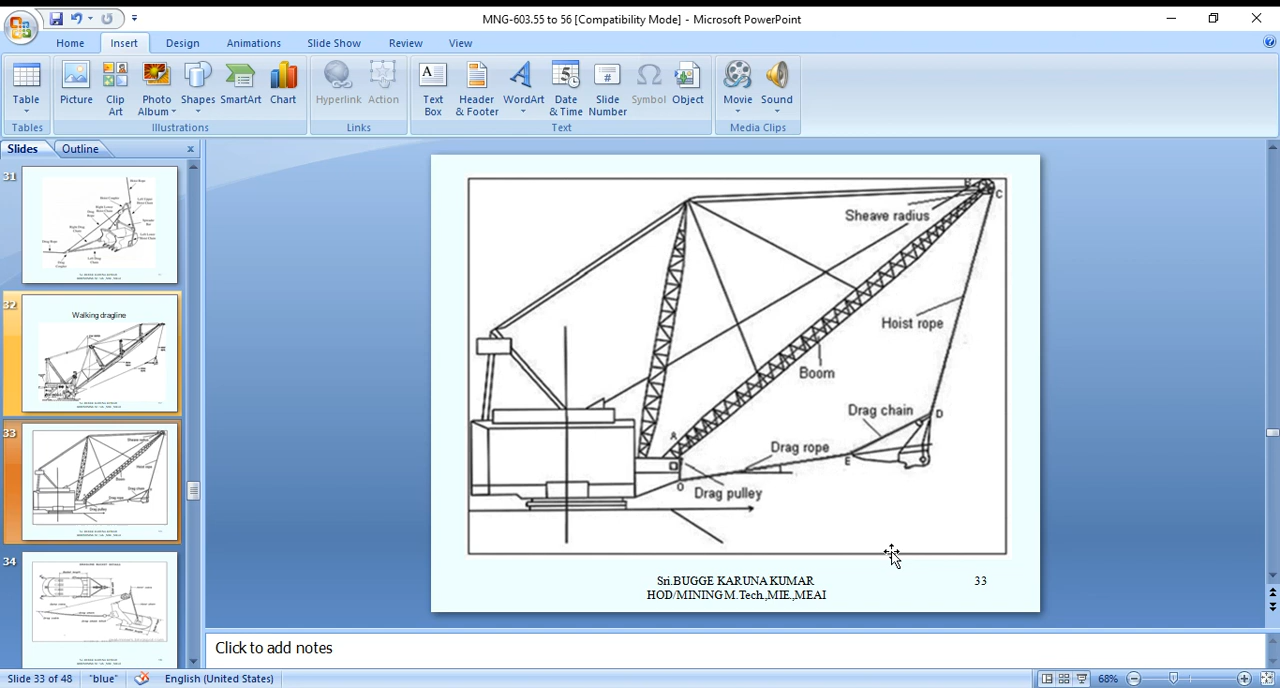 MNG-603.55 to 56 [Compatibility Mode] - Microsoft PowerPoint
Home Insert Design Animations Slide Show Review View
Table Picture Clip Art Photo Album Shapes SmartArt Chart Hyperlink Action Text Box Header & Footer WordArt Date & Time Slide Number Symbol Object Movie Sound
Tables Illustrations Links Text Media Clips
Slides Outline
31
32
Walking dragline
33
34
Sheave radius
C
Hoist rope
Boom
Drag chain
D
A
Drag rope
E
O
Drag pulley
Sri.BUGGE KARUNA KUMAR
HOD/MINING M.Tech.,MIE.,MEAI
33
Click to add notes
Slide 33 of 48 "blue" English (United States) 68%